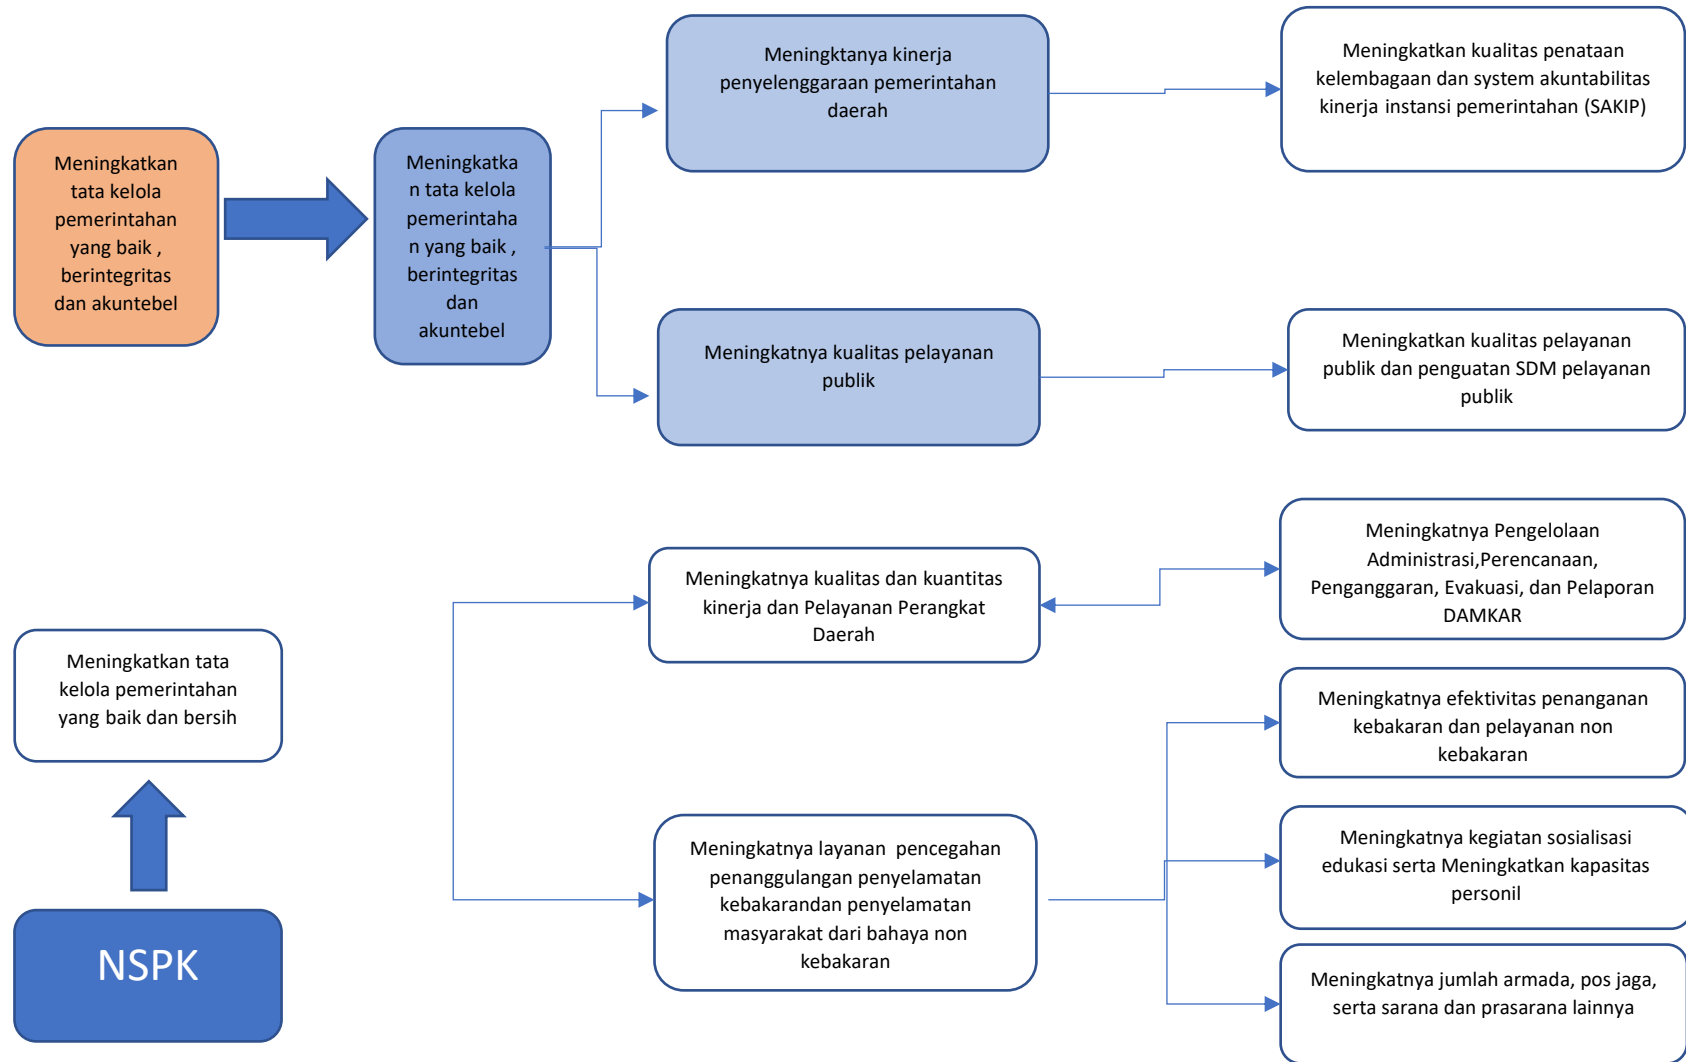 Meningkatkan
tata kelola
pemerintahan
yang baik ,
berintegritas
dan akuntebel
Meningkatka
n tata kelola
pemerintaha
n yang baik ,
berintegritas
dan
akuntebel
Meningktanya kinerja
penyelenggaraan pemerintahan
daerah
Meningkatkan kualitas penataan
kelembagaan dan system akuntabilitas
kinerja instansi pemerintahan (SAKIP)
Meningkatnya kualitas pelayanan
publik
Meningkatkan kualitas pelayanan
publik dan penguatan SDM pelayanan
publik
Meningkatnya kualitas dan kuantitas
kinerja dan Pelayanan Perangkat
Daerah
Meningkatnya Pengelolaan
Administrasi,Perencanaan,
Penganggaran, Evakuasi, dan Pelaporan
DAMKAR
Meningkatkan tata
kelola pemerintahan
yang baik dan bersih
NSPK
Meningkatnya layanan  pencegahan
penanggulangan penyelamatan
kebakarandan penyelamatan
masyarakat dari bahaya non
kebakaran
Meningkatnya efektivitas penanganan
kebakaran dan pelayanan non
kebakaran
Meningkatnya kegiatan sosialisasi
edukasi serta Meningkatkan kapasitas
personil
Meningkatnya jumlah armada, pos jaga,
serta sarana dan prasarana lainnya